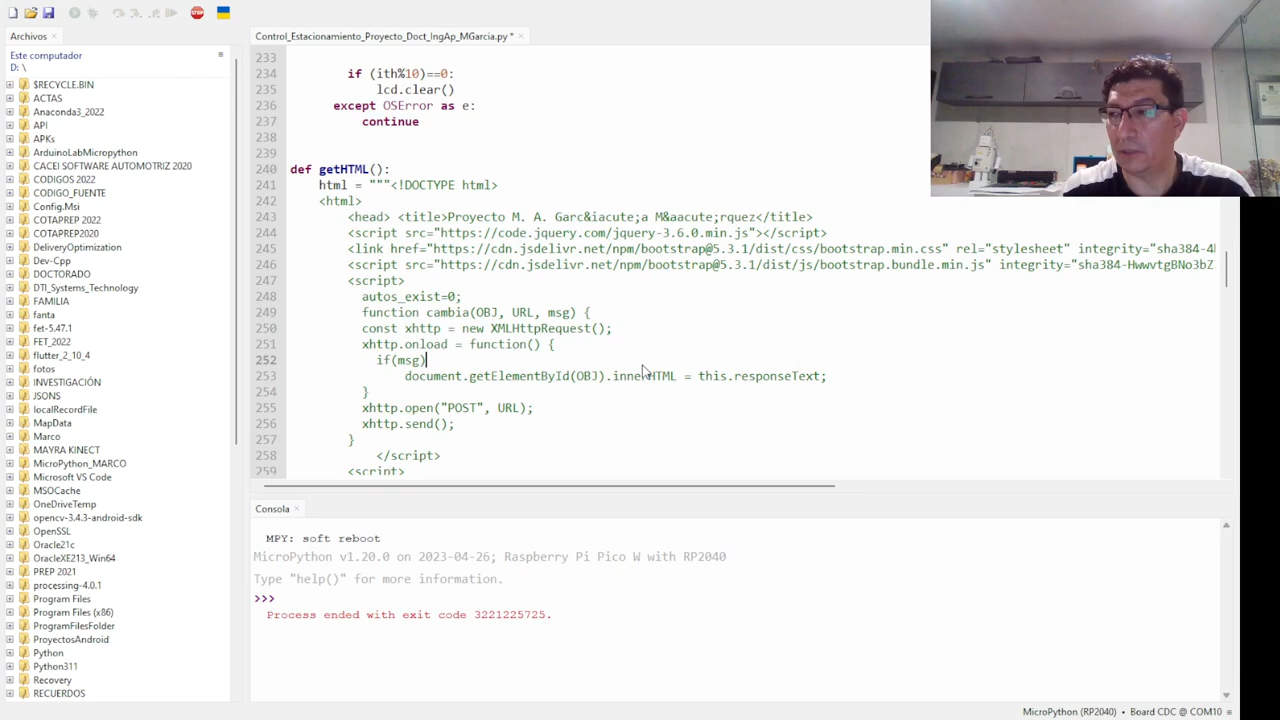 STOP
Archivos
Control_Estacionamiento_Proyecto_Doct_IngAp_MGarcia.py *
Este computador
D: \
$RECYCLE.BIN
ACTAS
Anaconda3_2022
API
APKs
ArduinoLabMicropython
CACEI SOFTWARE AUTOMOTRIZ 2020
CODIGOS 2022
CODIGO_FUENTE
Config.Msi
COTAPREP 2022
COTAPREP2020
DeliveryOptimization
Dev-Cpp
DOCTORADO
DTI_Systems_Technology
FAMILIA
fanta
fet-5.47.1
FET_2022
flutter_2_10_4
fotos
INVESTIGACIÓN
JSONS
localRecordFile
MapData
Marco
MAYRA KINECT
MicroPython_MARCO
Microsoft VS Code
MSOCache
OneDriveTemp
opencv-3.4.3-android-sdk
OpenSSL
Oracle21c
OracleXE213_Win64
PREP 2021
processing-4.0.1
Program Files
Program Files (x86)
ProgramFilesFolder
ProyectosAndroid
Python
Python311
Recovery
RECUERDOS
233
234 if (ith%10)==0:
235 lcd.clear()
236 except OSError as e:
237 continue
238
239
240 def getHTML():
241 html = """<!DOCTYPE html>
242 <html>
243 <head> <title>Proyecto M. A. Garc&iacute;a M&aacute;rquez</title>
244 <script src="https://code.jquery.com/jquery-3.6.0.min.js"></script>
245 <link href="https://cdn.jsdelivr.net/npm/bootstrap@5.3.1/dist/css/bootstrap.min.css" rel="stylesheet" integrity="sha384-4
246 <script src="https://cdn.jsdelivr.net/npm/bootstrap@5.3.1/dist/js/bootstrap.bundle.min.js" integrity="sha384-HwwvtgBNo3bZ
247 <script>
248 autos_exist=0;
249 function cambia(OBJ, URL, msg) {
250 const xhttp = new XMLHttpRequest();
251 xhttp.onload = function() {
252 if(msg)
253 document.getElementById(OBJ).innerHTML = this.responseText;
254 }
255 xhttp.open("POST", URL);
256 xhttp.send();
257 }
258 </script>
259 <script>
Consola
MPY: soft reboot
MicroPython v1.20.0 on 2023-04-26; Raspberry Pi Pico W with RP2040
Type "help()" for more information.
>>>
Process ended with exit code 3221225725.
MicroPython (RP2040) • Board CDC @ COM10